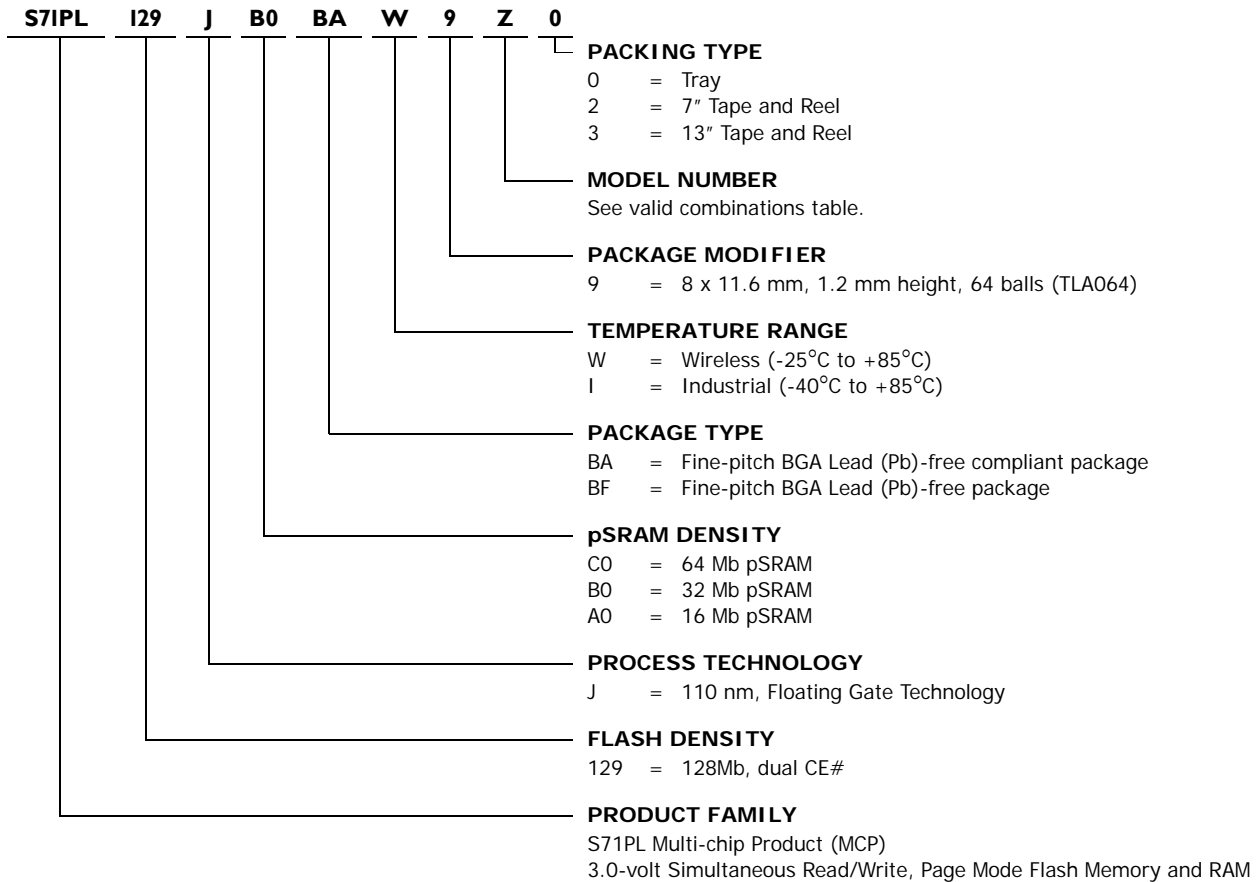 S71PL 129 J B0 BA W 9 Z 0
PACKING TYPE
0 = Tray
2 = 7″ Tape and Reel
3 = 13″ Tape and Reel
MODEL NUMBER
See valid combinations table.
PACKAGE MODIFIER
9 = 8 x 11.6 mm, 1.2 mm height, 64 balls (TLA064)
TEMPERATURE RANGE
W = Wireless (-25°C to +85°C)
I = Industrial (-40°C to +85°C)
PACKAGE TYPE
BA = Fine-pitch BGA Lead (Pb)-free compliant package
BF = Fine-pitch BGA Lead (Pb)-free package
pSRAM DENSITY
C0 = 64 Mb pSRAM
B0 = 32 Mb pSRAM
A0 = 16 Mb pSRAM
PROCESS TECHNOLOGY
J = 110 nm, Floating Gate Technology
FLASH DENSITY
129 = 128Mb, dual CE#
PRODUCT FAMILY
S71PL Multi-chip Product (MCP)
3.0-volt Simultaneous Read/Write, Page Mode Flash Memory and RAM